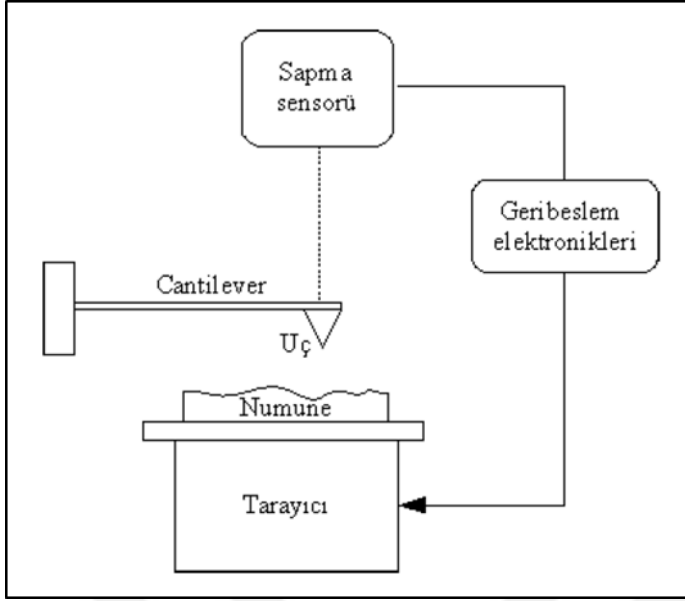 Sapma
sensorü
Geribeslem
elektronikleri
Cantilever
Uç
Numune
Tarayıcı